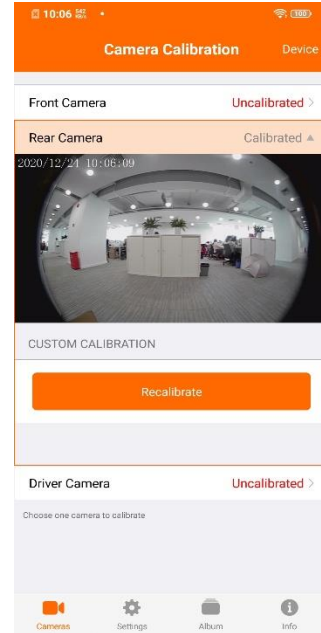 10:06 542 B/s 100
Camera Calibration Device
Front Camera Uncalibrated >
Rear Camera Calibrated ▲
2020/12/24 10:06:09
CUSTOM CALIBRATION
Recalibrate
Driver Camera Uncalibrated >
Choose one camera to calibrate
Cameras Settings Album Info